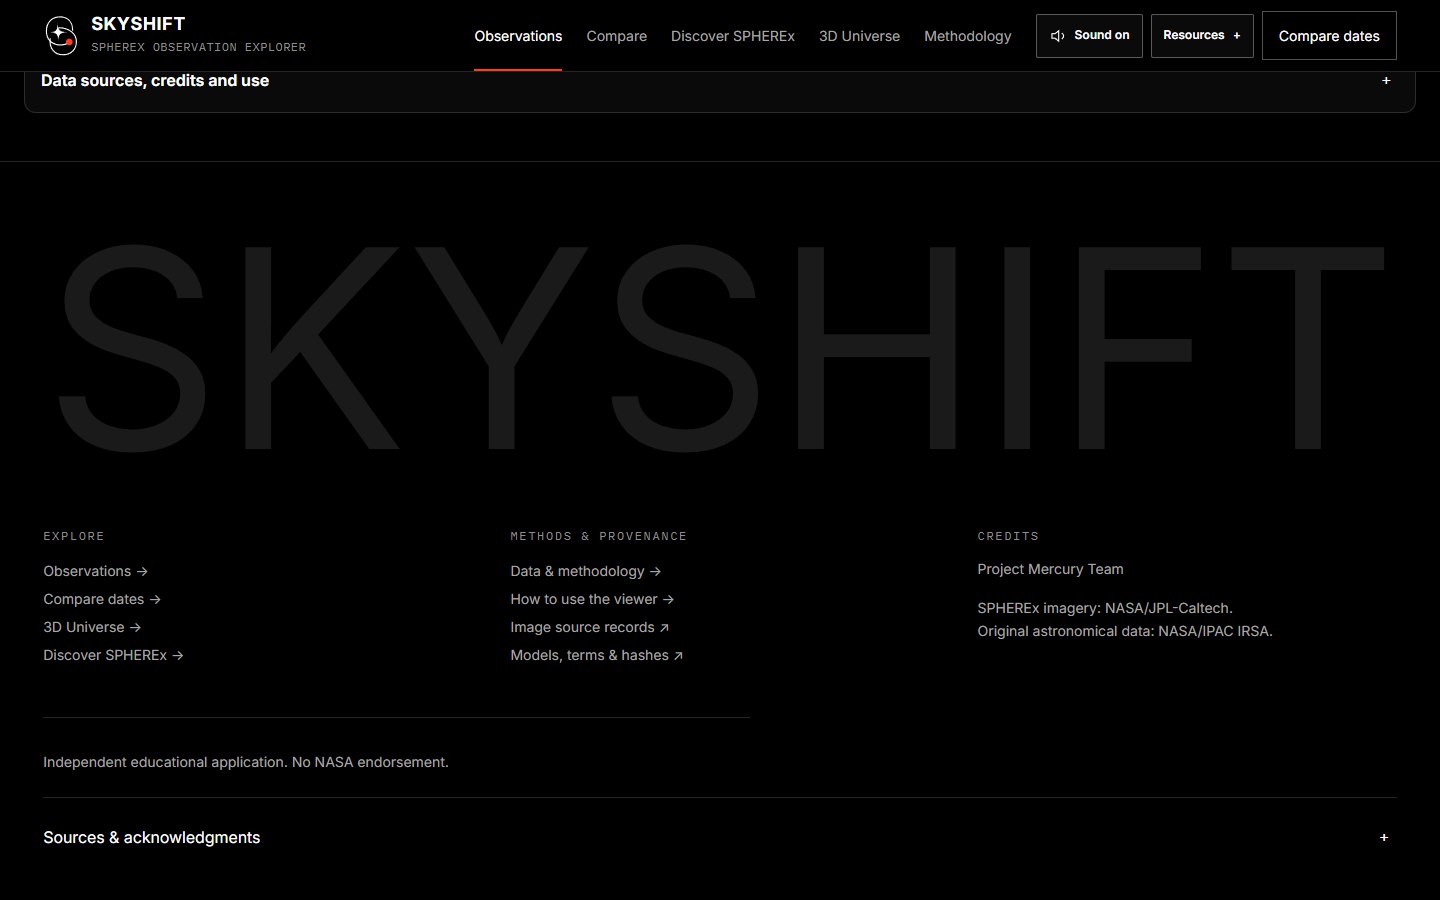 SKYSHIFT
SPHEREX OBSERVATION EXPLORER
Observations
Compare
Discover SPHEREx
3D Universe
Methodology
Sound on
Resources +
Compare dates
Data sources, credits and use +
SKYSHIFT
EXPLORE
Observations →
Compare dates →
3D Universe →
Discover SPHEREx →
METHODS & PROVENANCE
Data & methodology →
How to use the viewer →
Image source records ↗
Models, terms & hashes ↗
CREDITS
Project Mercury Team
SPHEREx imagery: NASA/JPL-Caltech.
Original astronomical data: NASA/IPAC IRSA.
Independent educational application. No NASA endorsement.
Sources & acknowledgments +